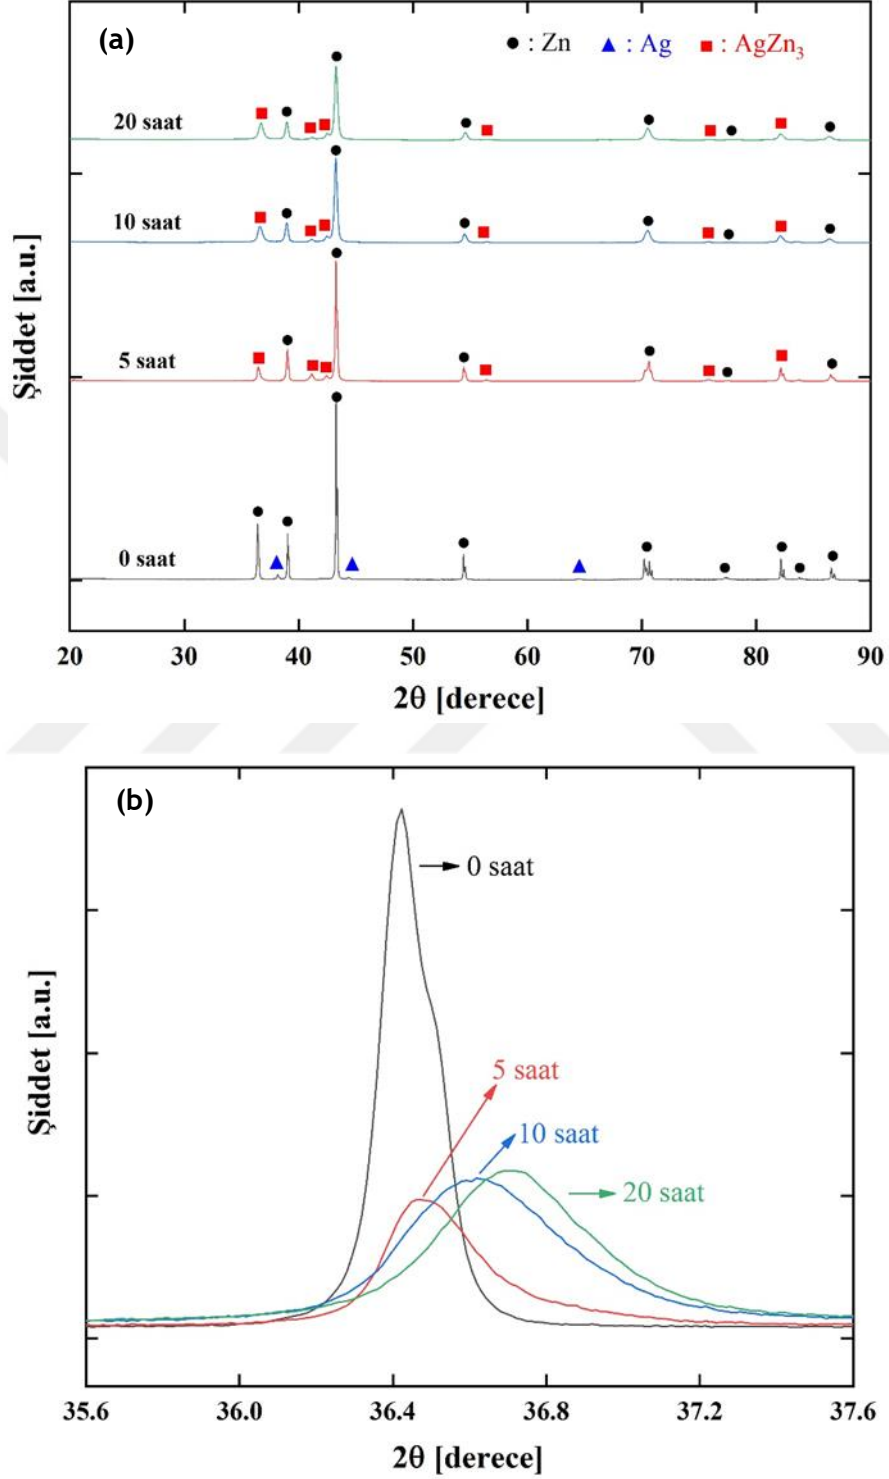 (a)
● : Zn ▲ : Ag ■ : AgZn₃
20 saat
10 saat
5 saat
0 saat
Şiddet [a.u.]
20 30 40 50 60 70 80 90
2θ [derece]
(b)
0 saat
5 saat
10 saat
20 saat
Şiddet [a.u.]
35.6 36.0 36.4 36.8 37.2 37.6
2θ [derece]